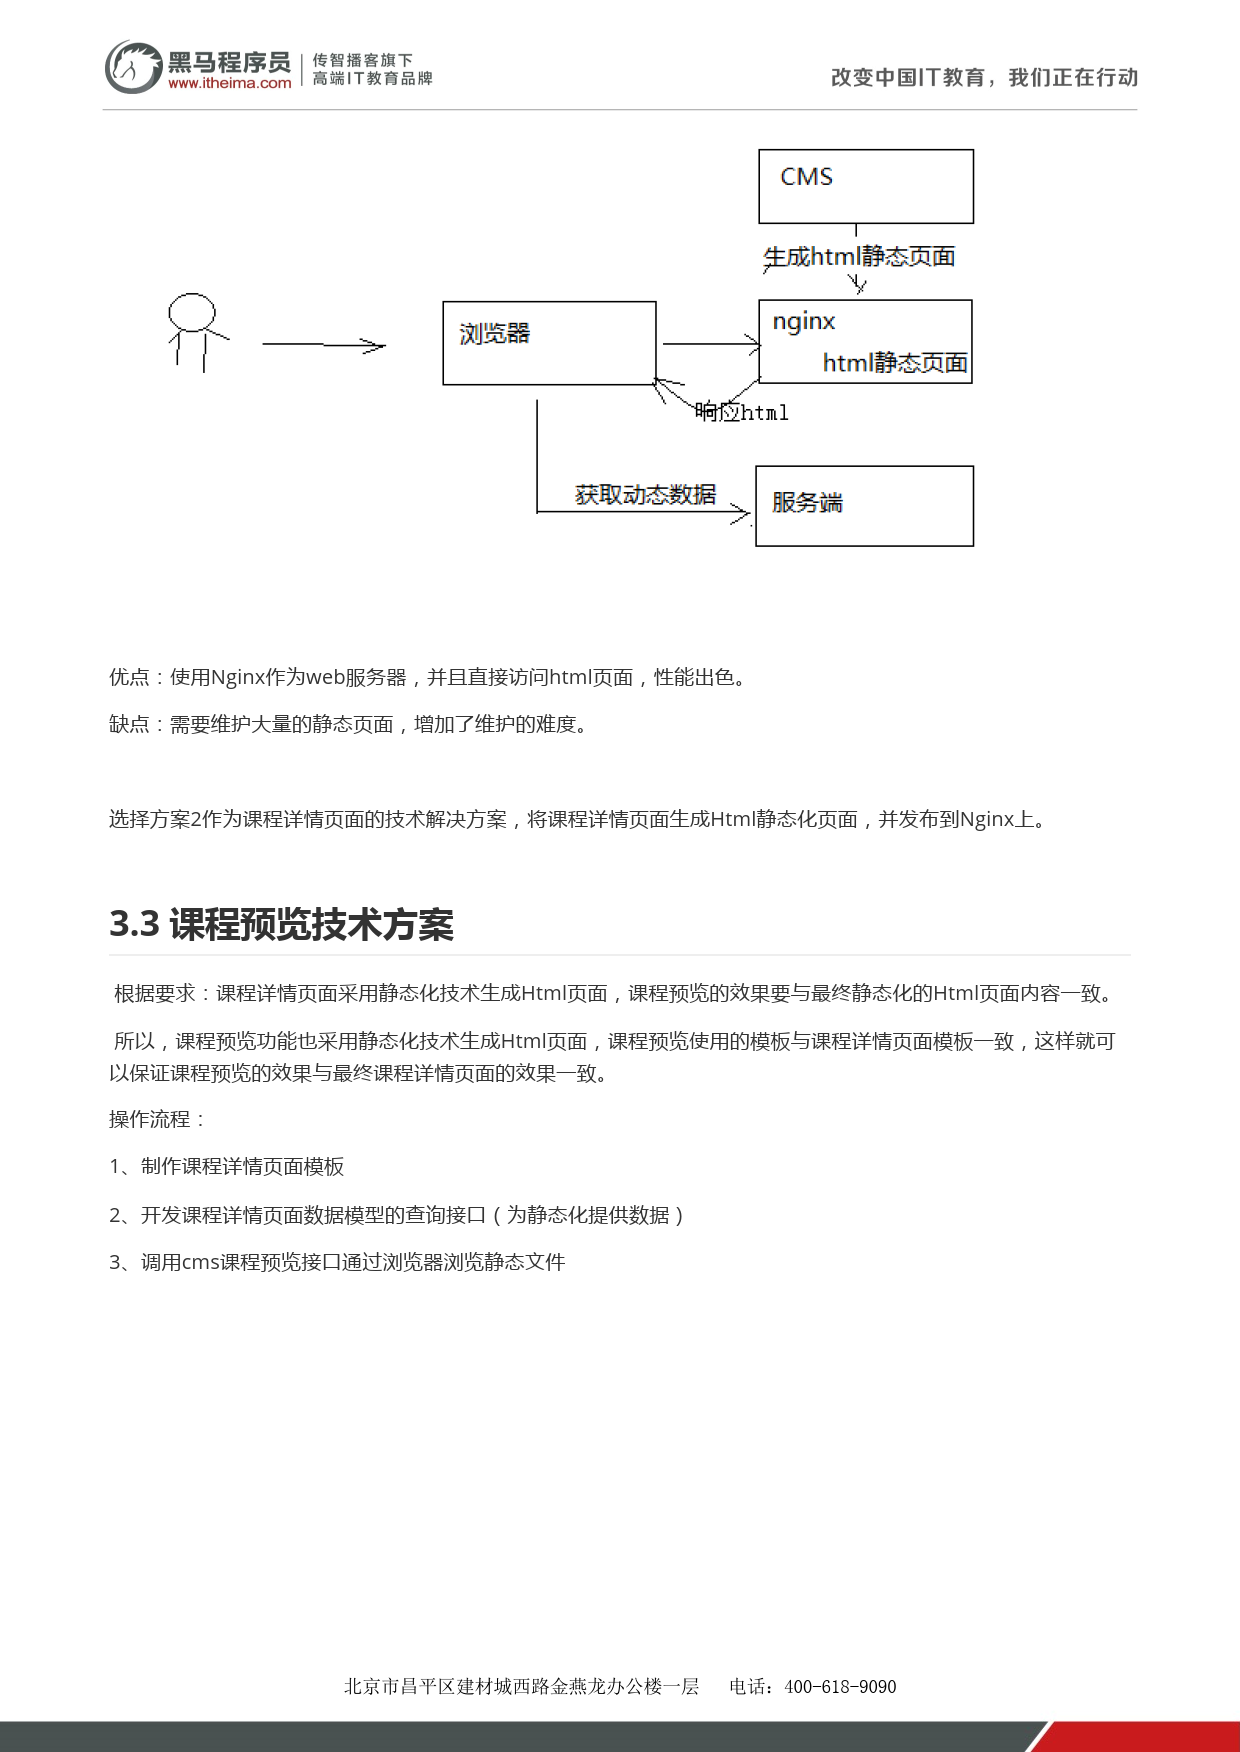 黑马程序员
www.itheima.com
传智播客旗下
高端IT教育品牌
改变中国IT教育，我们正在行动
CMS
生成html静态页面
浏览器
nginx
html静态页面
响应html
获取动态数据
服务端
优点：使用Nginx作为web服务器，并且直接访问html页面，性能出色。
缺点：需要维护大量的静态页面，增加了维护的难度。
选择方案2作为课程详情页面的技术解决方案，将课程详情页面生成Html静态化页面，并发布到Nginx上。
3.3 课程预览技术方案
根据要求：课程详情页面采用静态化技术生成Html页面，课程预览的效果要与最终静态化的Html页面内容一致。
所以，课程预览功能也采用静态化技术生成Html页面，课程预览使用的模板与课程详情页面模板一致，这样就可
以保证课程预览的效果与最终课程详情页面的效果一致。
操作流程：
1、制作课程详情页面模板
2、开发课程详情页面数据模型的查询接口（为静态化提供数据）
3、调用cms课程预览接口通过浏览器浏览静态文件
北京市昌平区建材城西路金燕龙办公楼一层 电话：400-618-9090